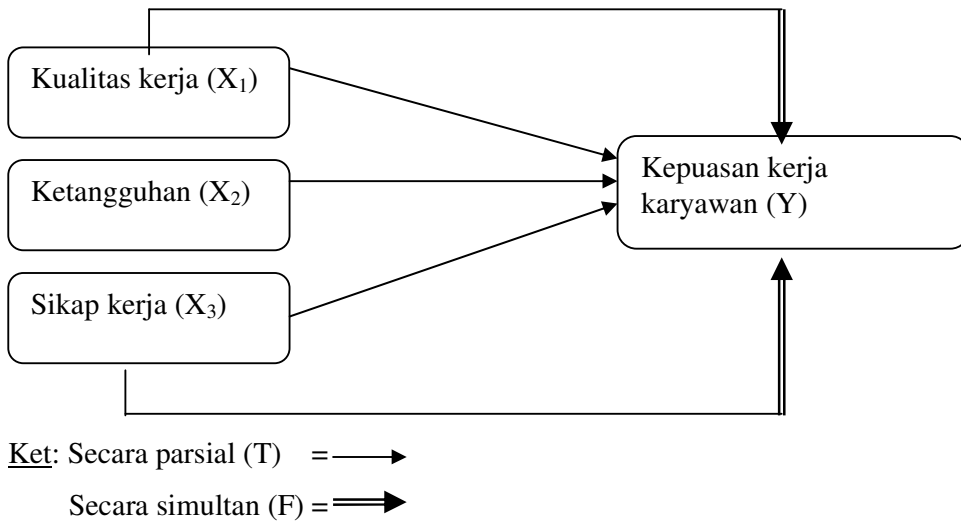 Kualitas kerja (X₁)
Ketangguhan (X₂)
Sikap kerja (X₃)
Kepuasan kerja
karyawan (Y)
Ket: Secara parsial (T) =
Secara simultan (F) =